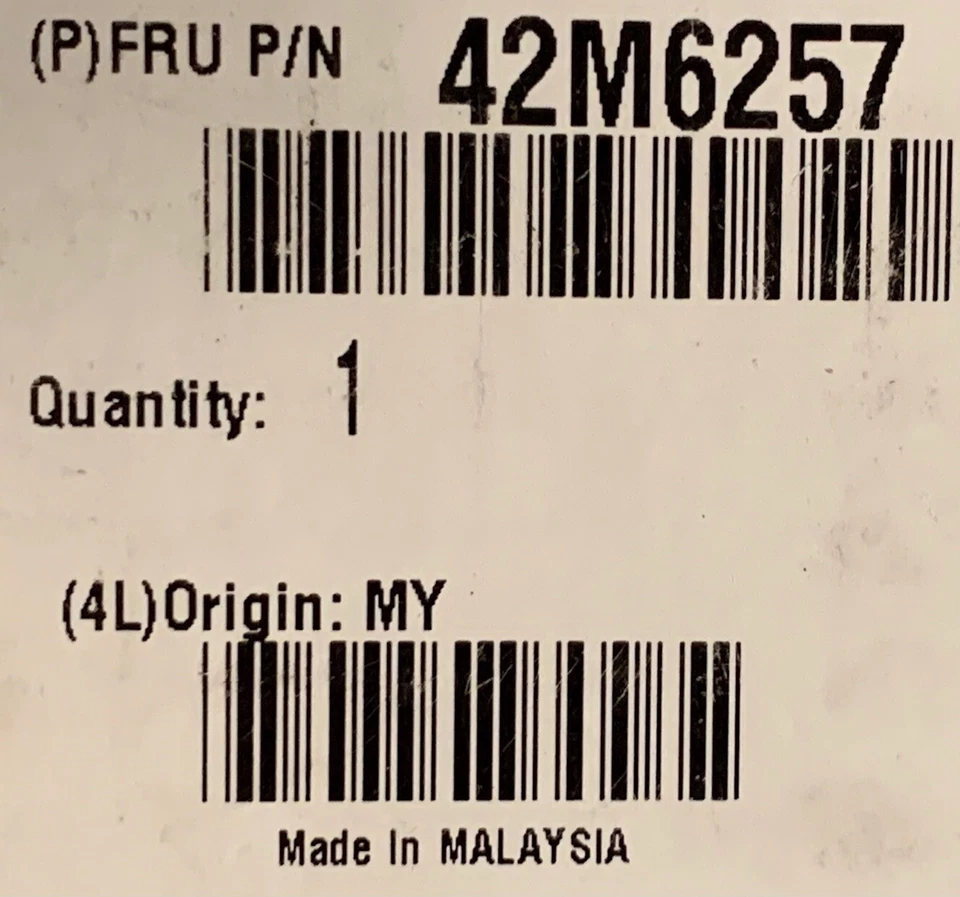 (P)FRU P/N 42M6257
Quantity: 1
(4L)Origin: MY
Made In MALAYSIA